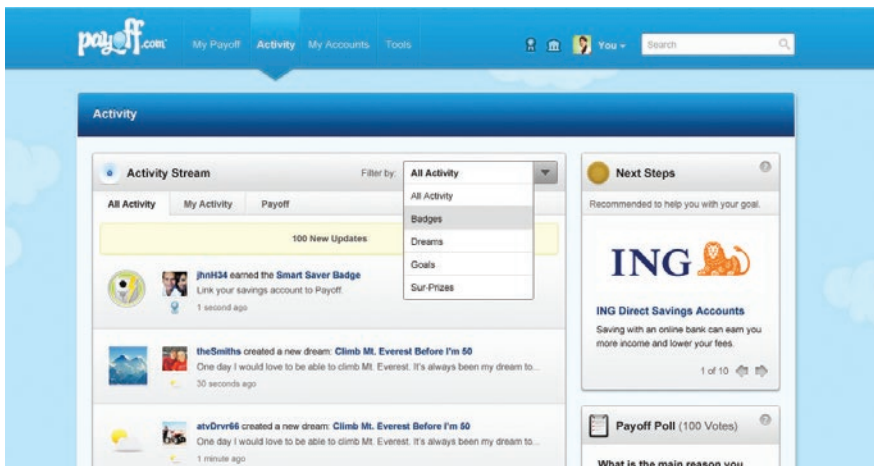 payoff.com My Payoff Activity My Accounts Tools You Search
Activity
Activity Stream Filter by: All Activity
All Activity My Activity Payoff
All Activity
Badges
Dreams
Goals
Sur-Prizes
100 New Updates
jhnH34 earned the Smart Saver Badge
Link your savings account to Payoff.
1 second ago
theSmiths created a new dream: Climb Mt. Everest Before I'm 50
One day I would love to be able to climb Mt. Everest. It's always been my dream to...
30 seconds ago
atvDrvr66 created a new dream: Climb Mt. Everest Before I'm 50
One day I would love to be able to climb Mt. Everest. It's always been my dream to...
1 minute ago
Next Steps
Recommended to help you with your goal.
ING
ING Direct Savings Accounts
Saving with an online bank can earn you
more income and lower your fees.
1 of 10
Payoff Poll (100 Votes)
What is the main reason you